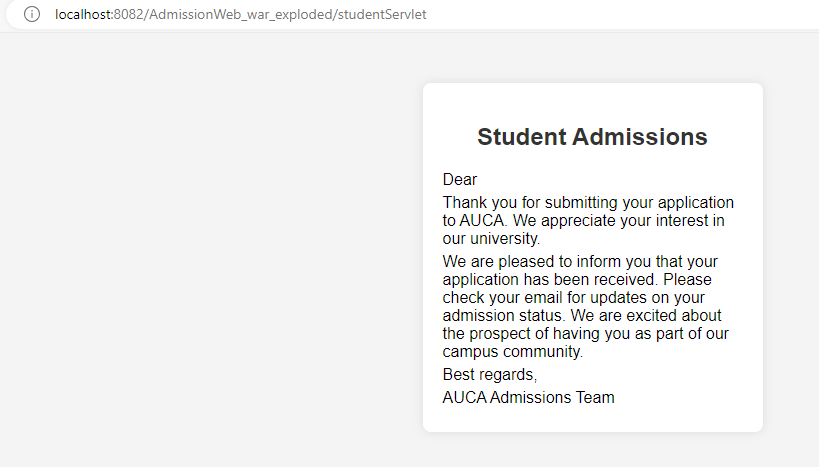 localhost:8082/AdmissionWeb_war_exploded/studentServlet
Student Admissions
Dear
Thank you for submitting your application
to AUCA. We appreciate your interest in
our university.
We are pleased to inform you that your
application has been received. Please
check your email for updates on your
admission status. We are excited about
the prospect of having you as part of our
campus community.
Best regards,
AUCA Admissions Team